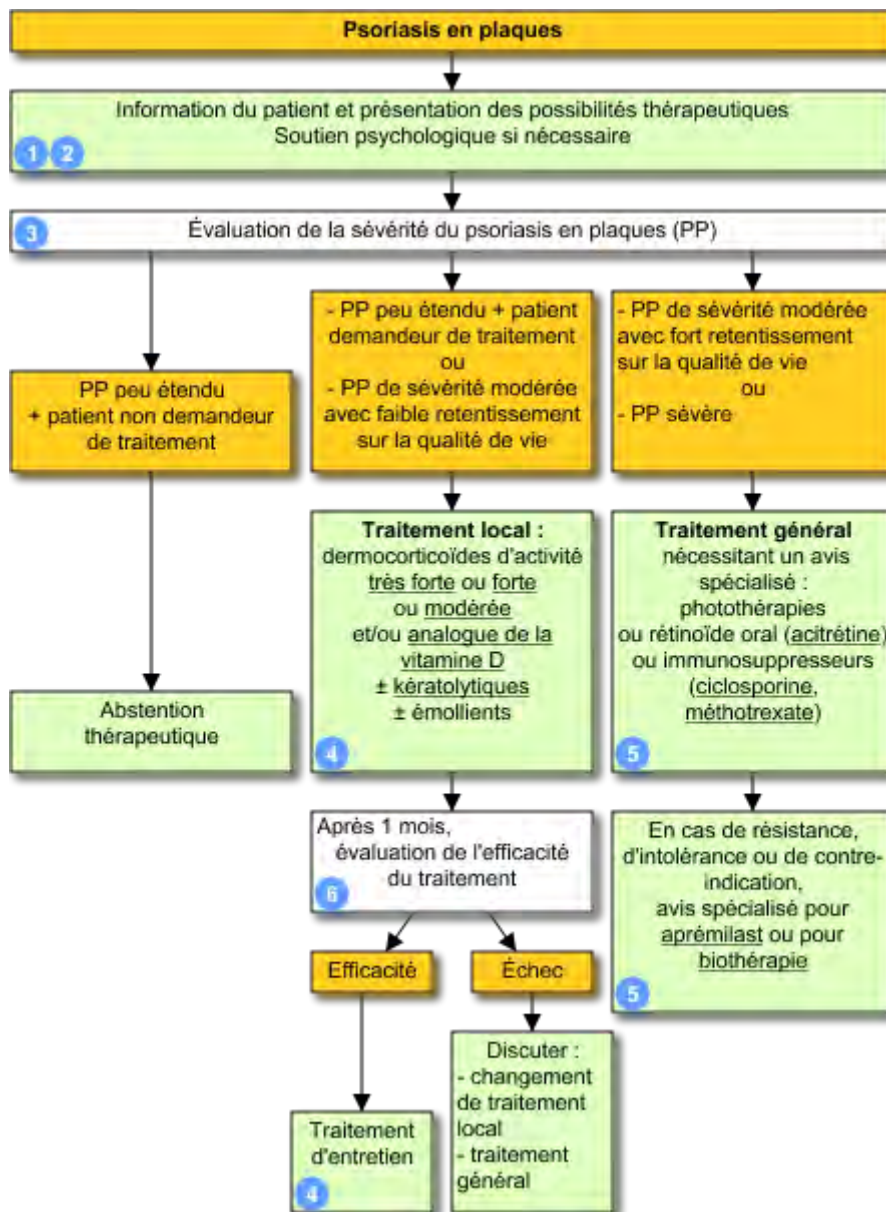 Psoriasis en plaques
Information du patient et présentation des possibilités thérapeutiques
Soutien psychologique si nécessaire
1 2
3
Évaluation de la sévérité du psoriasis en plaques (PP)
PP peu étendu
+ patient non demandeur
de traitement
- PP peu étendu + patient
demandeur de traitement
ou
- PP de sévérité modérée
avec faible retentissement
sur la qualité de vie
- PP de sévérité modérée
avec fort retentissement
sur la qualité de vie
ou
- PP sévère
Abstention
thérapeutique
Traitement local :
dermocorticoïdes d'activité
très forte ou forte
ou modérée
et/ou analogue de la
vitamine D
± kératolytiques
± émollients
4
Traitement général
nécessitant un avis
spécialisé :
photothérapies
ou rétinoïde oral (acitrétine)
ou immunosuppresseurs
(ciclosporine,
méthotrexate)
5
Après 1 mois,
évaluation de l'efficacité
du traitement
6
En cas de résistance,
d'intolérance ou de contre-
indication,
avis spécialisé pour
aprémilast ou pour
biothérapie
5
Efficacité
Échec
Traitement
d'entretien
4
Discuter :
- changement
de traitement
local
- traitement
général